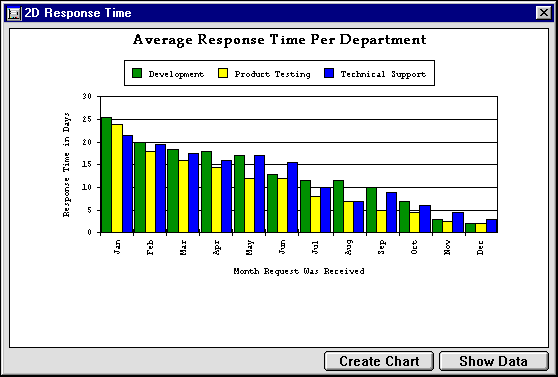 2D Response Time
Average Response Time Per Department
Development Product Testing Technical Support
30
25
20
15
10
5
0
Response Time in Days
Jan Feb Mar Apr May Jun Jul Aug Sep Oct Nov Dec
Month Request Was Received
Create Chart Show Data